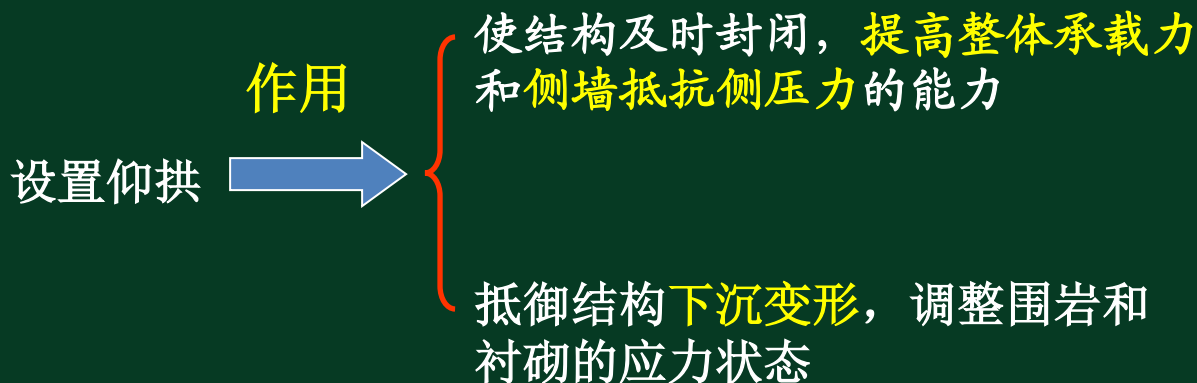 使结构及时封闭，提高整体承载力
和侧墙抵抗侧压力的能力
作用
设置仰拱
抵御结构下沉变形，调整围岩和
衬砌的应力状态